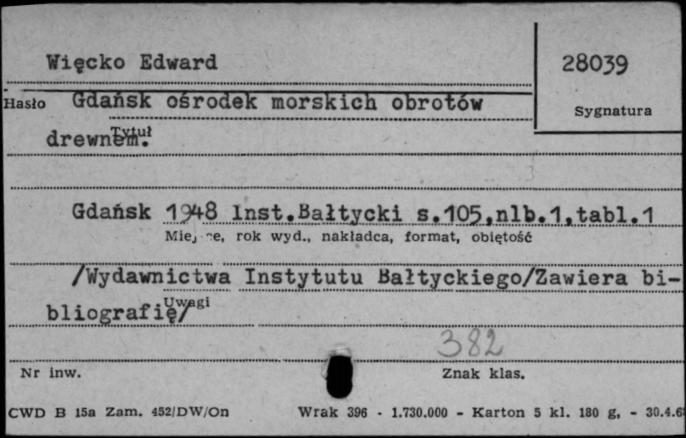 Więcko Edward
28039
Hasło Gdańsk ośrodek morskich obrotów
Sygnatura
Tytuł
drewnem.
Gdańsk 1948 Inst.Bałtycki s.105,nlb.1,tabl.1
Miejsce, rok wyd., nakładca, format, objętość
/Wydawnictwa Instytutu Bałtyckiego/Zawiera bi-
Uwagi
bliografię/
382
Nr inw.
Znak klas.
CWD B 15a Zam. 452/DW/On Wrak 396 - 1.730.000 - Karton 5 kl. 180 g, - 30.4.6